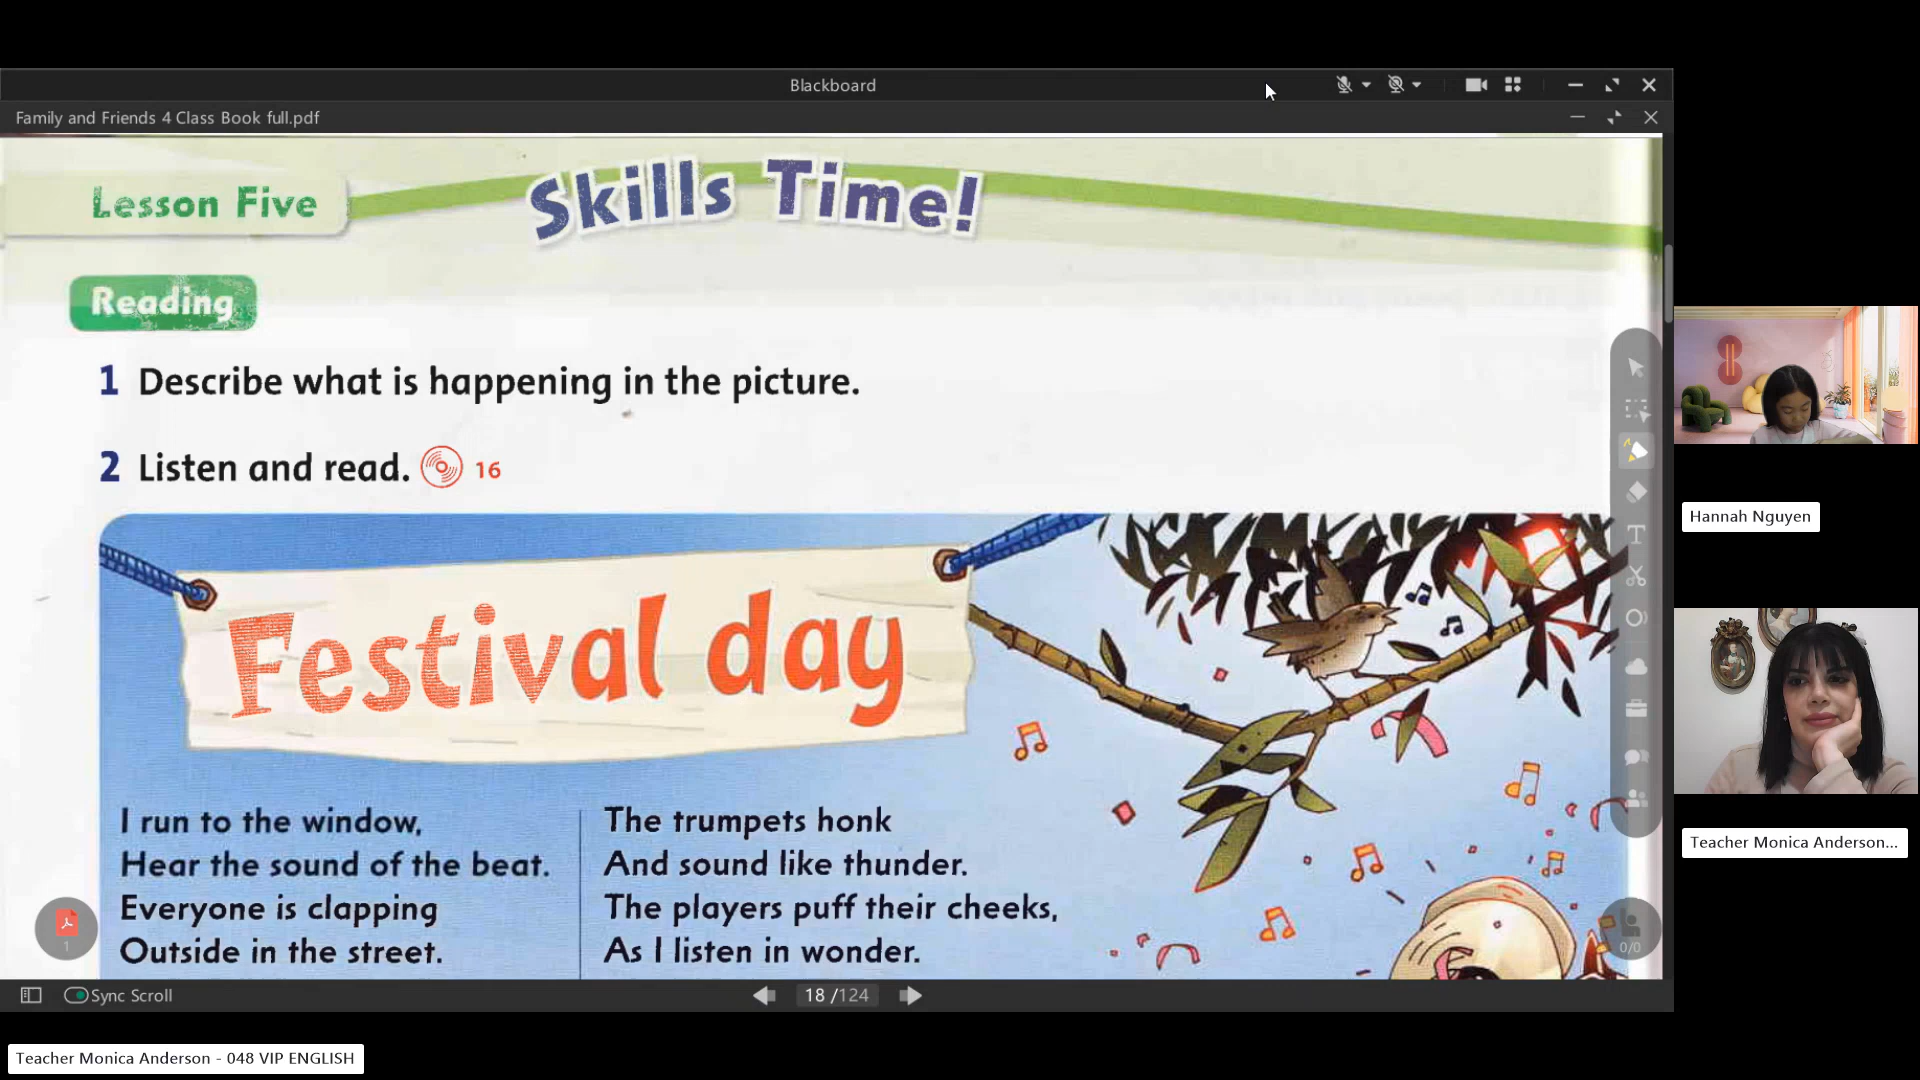 Blackboard
Family and Friends 4 Class Book full.pdf
Lesson Five
Skills Time!
Reading
1 Describe what is happening in the picture.
2 Listen and read. 16
Festival day
I run to the window,
Hear the sound of the beat.
Everyone is clapping
Outside in the street.
The trumpets honk
And sound like thunder.
The players puff their cheeks,
As I listen in wonder.
1
0/0
Sync Scroll
18 /124
Hannah Nguyen
Teacher Monica Anderson...
Teacher Monica Anderson - 048 VIP ENGLISH